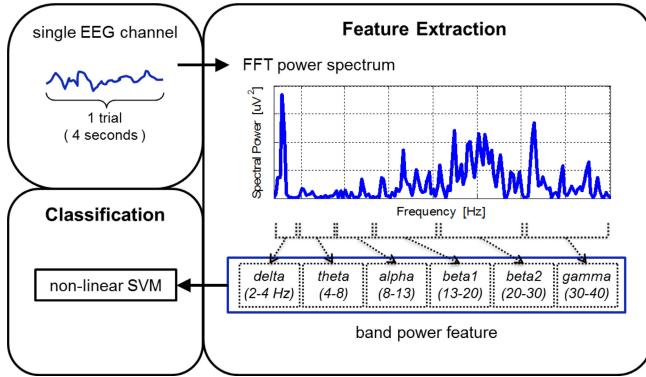 single EEG channel
1 trial
( 4 seconds )
Feature Extraction
FFT power spectrum
Spectral Power [uV²]
Frequency [Hz]
delta
(2-4 Hz)
theta
(4-8)
alpha
(8-13)
beta1
(13-20)
beta2
(20-30)
gamma
(30-40)
band power feature
Classification
non-linear SVM